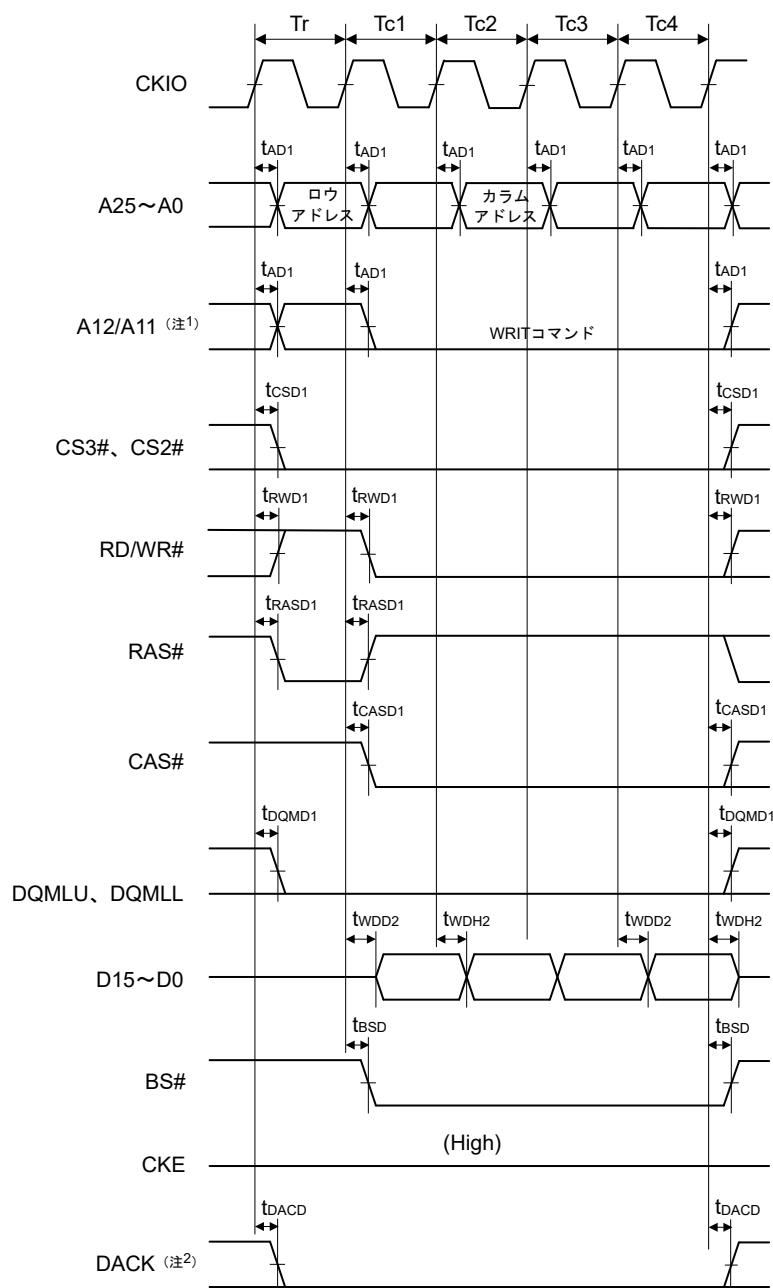 Tr Tc1 Tc2 Tc3 Tc4
CKIO
tAD1 tAD1 tAD1 tAD1 tAD1 tAD1
A25～A0
ロウ
アドレス
カラム
アドレス
tAD1 tAD1 tAD1
A12/A11（注1）
WRITコマンド
tCSD1 tCSD1
CS3#、CS2#
tRWD1 tRWD1 tRWD1
RD/WR#
tRASD1 tRASD1
RAS#
tCASD1 tCASD1
CAS#
tDQMD1 tDQMD1
DQMLU、DQMLL
tWDD2 tWDH2 tWDD2 tWDH2
D15～D0
tBSD tBSD
BS#
(High)
CKE
tDACD tDACD
DACK（注2）